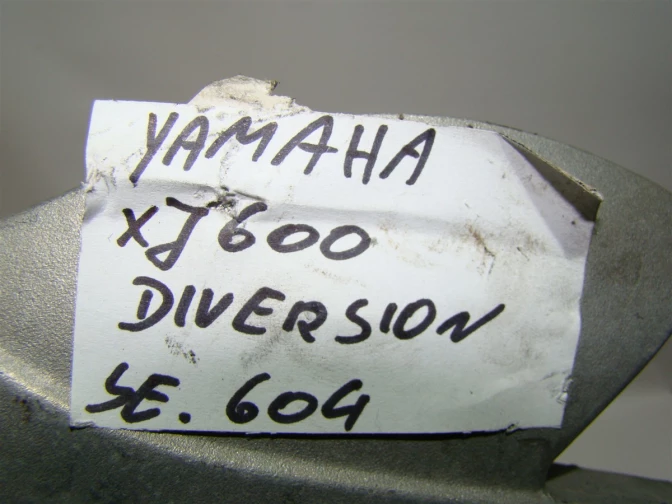 YAMAHA
XJ600
DIVERSION
SE. 604